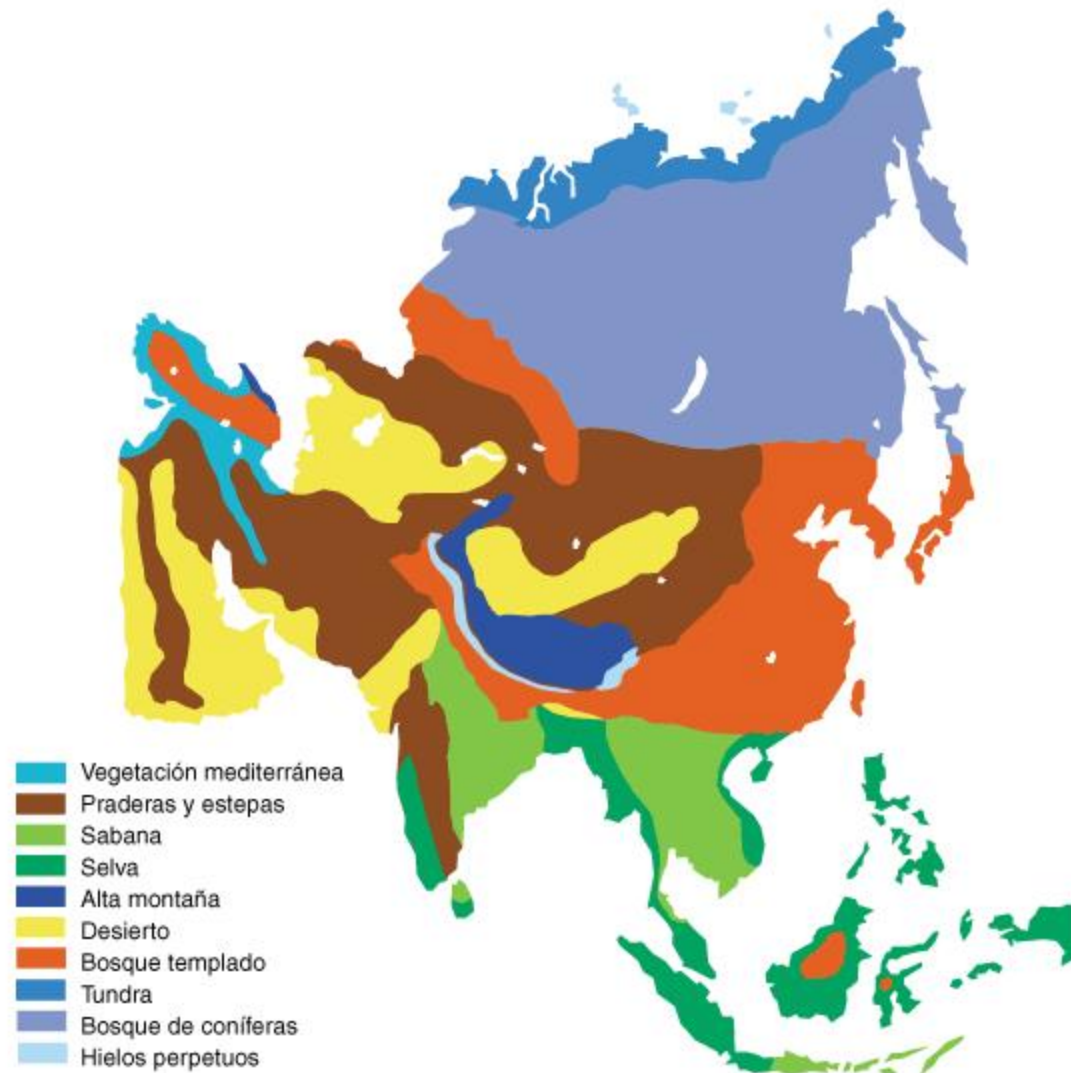 Vegetación mediterránea
Praderas y estepas
Sabana
Selva
Alta montaña
Desierto
Bosque templado
Tundra
Bosque de coníferas
Hielos perpetuos